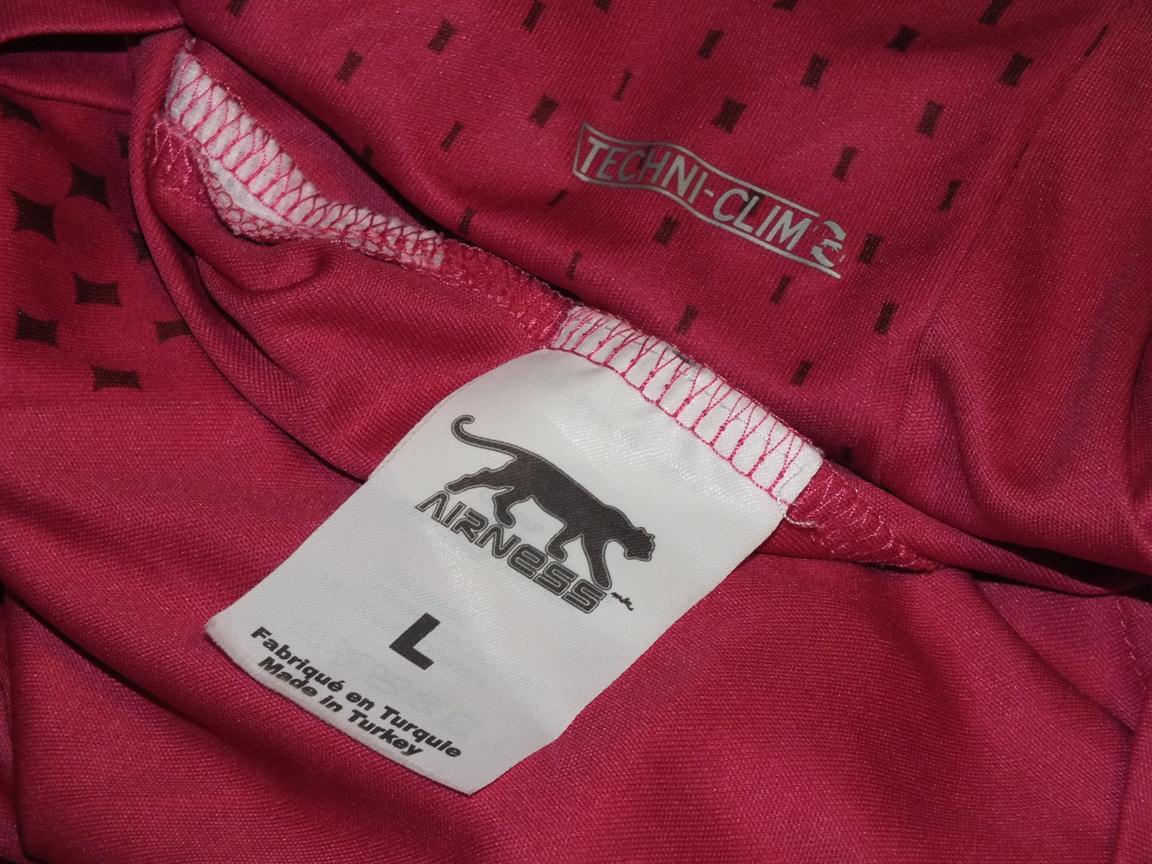 TECHNI-CLIM
AIRNESS
L
Fabriqué en Turquie
Made in Turkey